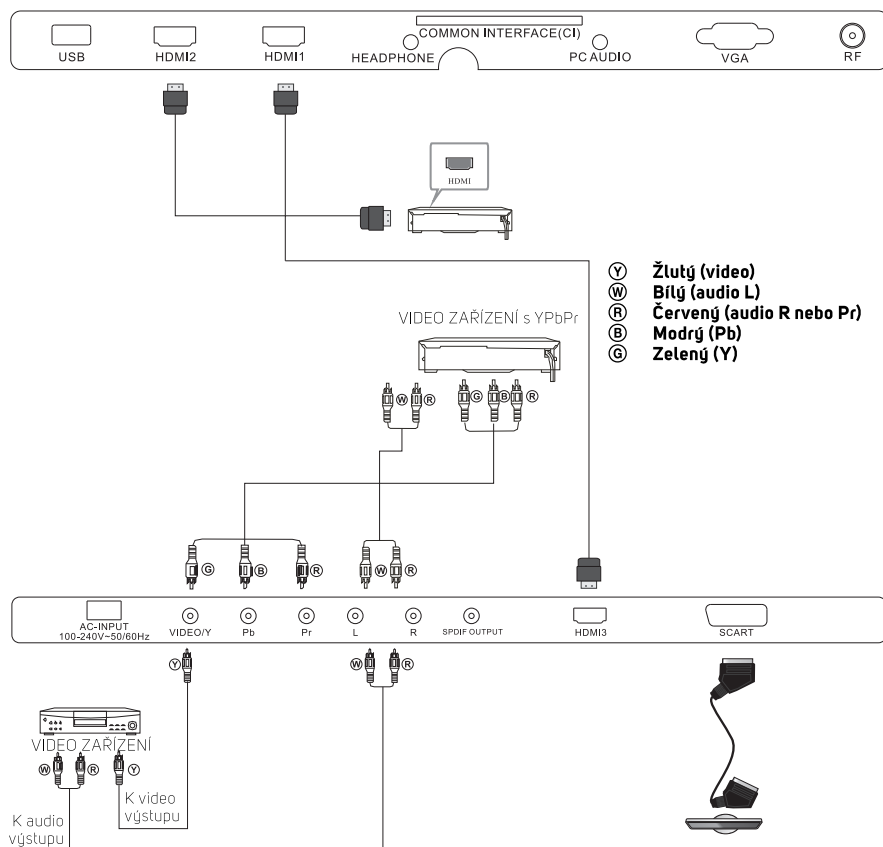 COMMON INTERFACE(CI)
USB
HDMI2
HDMI1
HEADPHONE
PC AUDIO
VGA
RF
HDMI
Y Žlutý (video)
W Bílý (audio L)
R Červený (audio R nebo Pr)
B Modrý (Pb)
G Zelený (Y)
VIDEO ZAŘÍZENÍ s YPbPr
W
R
G
B
R
G
B
R
W
R
AC-INPUT
100-240V~50/60Hz
VIDEO/Y
Pb
Pr
L
R
SPDIF OUTPUT
HDMI3
SCART
Y
W
R
VIDEO ZAŘÍZENÍ
W
R
Y
K video
výstupu
K audio
výstupu